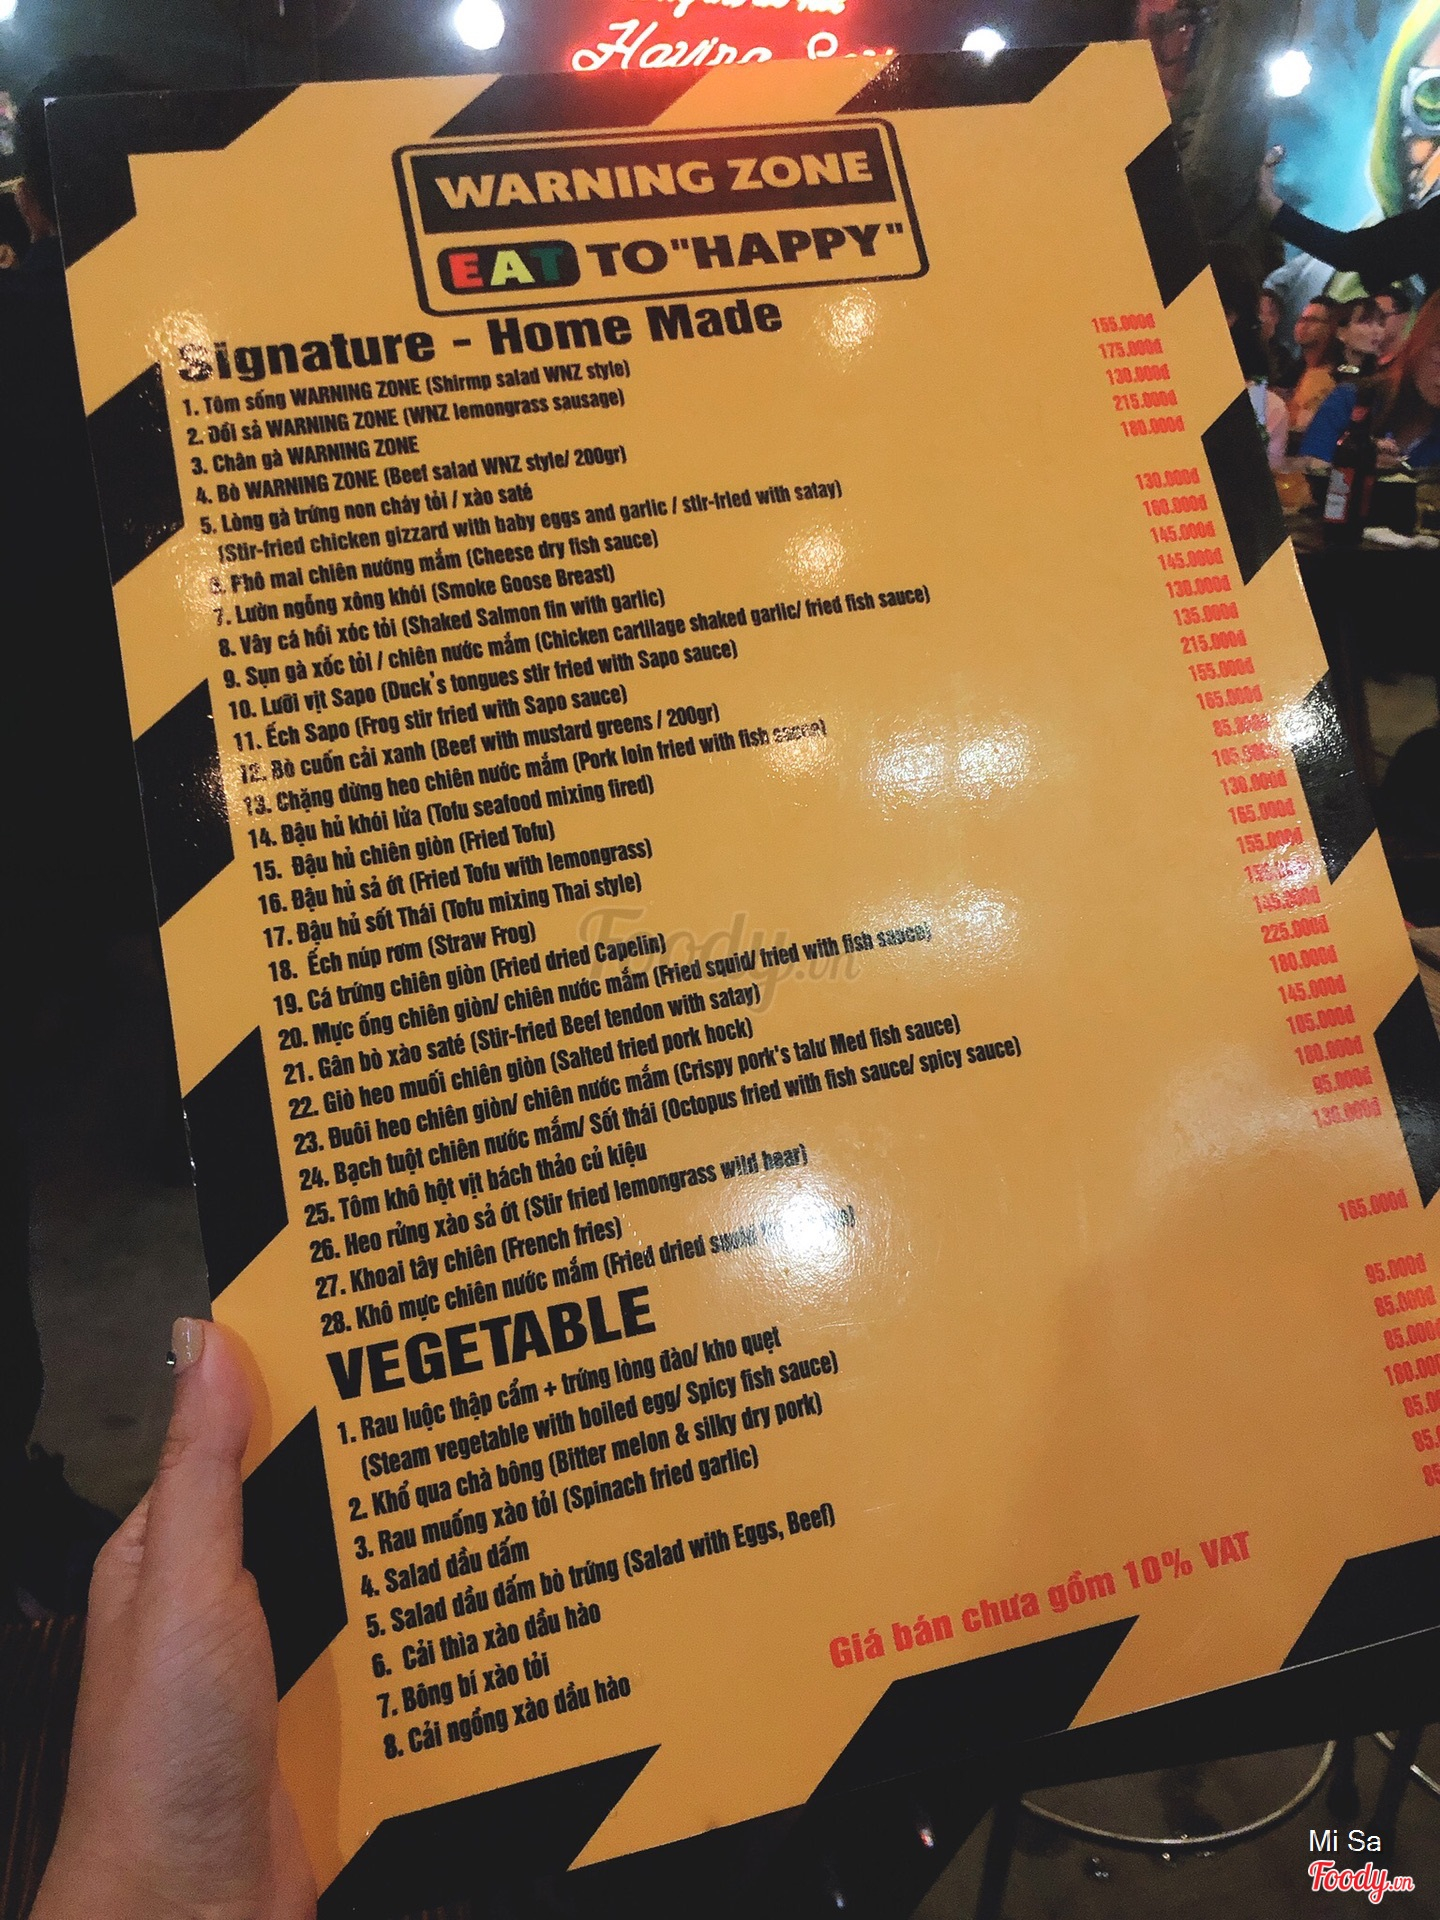 Having
WARNING ZONE
EAT TO "HAPPY"
Signature - Home Made
1. Tôm sống WARNING ZONE (Shirmp salad WNZ style) 155.000đ
2. Dồi sả WARNING ZONE (WNZ lemongrass sausage) 175.000đ
3. Chân gà WARNING ZONE 130.000đ
4. Bò WARNING ZONE (Beef salad WNZ style/ 200gr) 215.000đ
5. Lòng gà trứng non cháy tỏi / xào saté 180.000đ
(Stir-fried chicken gizzard with baby eggs and garlic / stir-fried with satay)
6. Phô mai chiên nướng mắm (Cheese dry fish sauce) 130.000đ
7. Lườn ngỗng xông khói (Smoke Goose Breast)
8. Vây cá hồi xóc tỏi (Shaked Salmon fin with garlic) 145.000đ
9. Sụn gà xốc tỏi / chiên nước mắm (Chicken cartilage shaked garlic/ fried fish sauce) 145.000đ
10. Lưỡi vịt Sapo (Duck's tongues stir fried with Sapo sauce) 130.000đ
11. Ếch Sapo (Frog stir fried with Sapo sauce) 135.000đ
12. Bò cuốn cải xanh (Beef with mustard greens / 200gr) 215.000đ
13. Chặng dừng heo chiên nước mắm (Pork loin fried with fish sauce) 155.000đ
14. Đậu hủ khói lửa (Tofu seafood mixing fired) 165.000đ
15. Đậu hủ chiên giòn (Fried Tofu) 85.000đ
16. Đậu hủ sả ớt (Fried Tofu with lemongrass) 105.000đ
17. Đậu hủ sốt Thái (Tofu mixing Thai style) 130.000đ
18. Ếch núp rơm (Straw Frog) 165.000đ
19. Cá trứng chiên giòn (Fried dried Capelin) 155.000đ
20. Mực ống chiên giòn/ chiên nước mắm (Fried squid/ fried with fish sauce)
21. Gân bò xào saté (Stir-fried Beef tendon with satay) 145.000đ
22. Giò heo muối chiên giòn (Salted fried pork hock) 225.000đ
23. Đuôi heo chiên giòn/ chiên nước mắm (Crispy pork's talu' Med fish sauce) 180.000đ
24. Bạch tuột chiên nước mắm/ Sốt thái (Octopus fried with fish sauce/ spicy sauce) 145.000đ
25. Tôm khô hột vịt bách thảo củ kiệu 105.000đ
26. Heo rừng xào sả ớt (Stir fried lemongrass wild hear) 180.000đ
27. Khoai tây chiên (French fries) 95.000đ
28. Khô mực chiên nước mắm (Fried dried 130.000đ
VEGETABLE
1. Rau luộc thập cẩm + trứng lòng đào/ kho quẹt 165.000đ
(Steam vegetable with boiled egg/ Spicy fish sauce)
2. Khổ qua chà bông (Bitter melon & silky dry pork) 95.000đ
3. Rau muống xào tỏi (Spinach fried garlic) 85.000đ
4. Salad dầu dấm 85.000đ
5. Salad dầu dấm bò trứng (Salad with Eggs, Beef) 180.000
6. Cải thìa xào dầu hào 85.00
7. Bông bí xào tỏi 85.
8. Cải ngồng xào dầu hào 85
Giá bán chưa gồm 10% VAT
Foody.vn
Mi Sa
Foody.vn